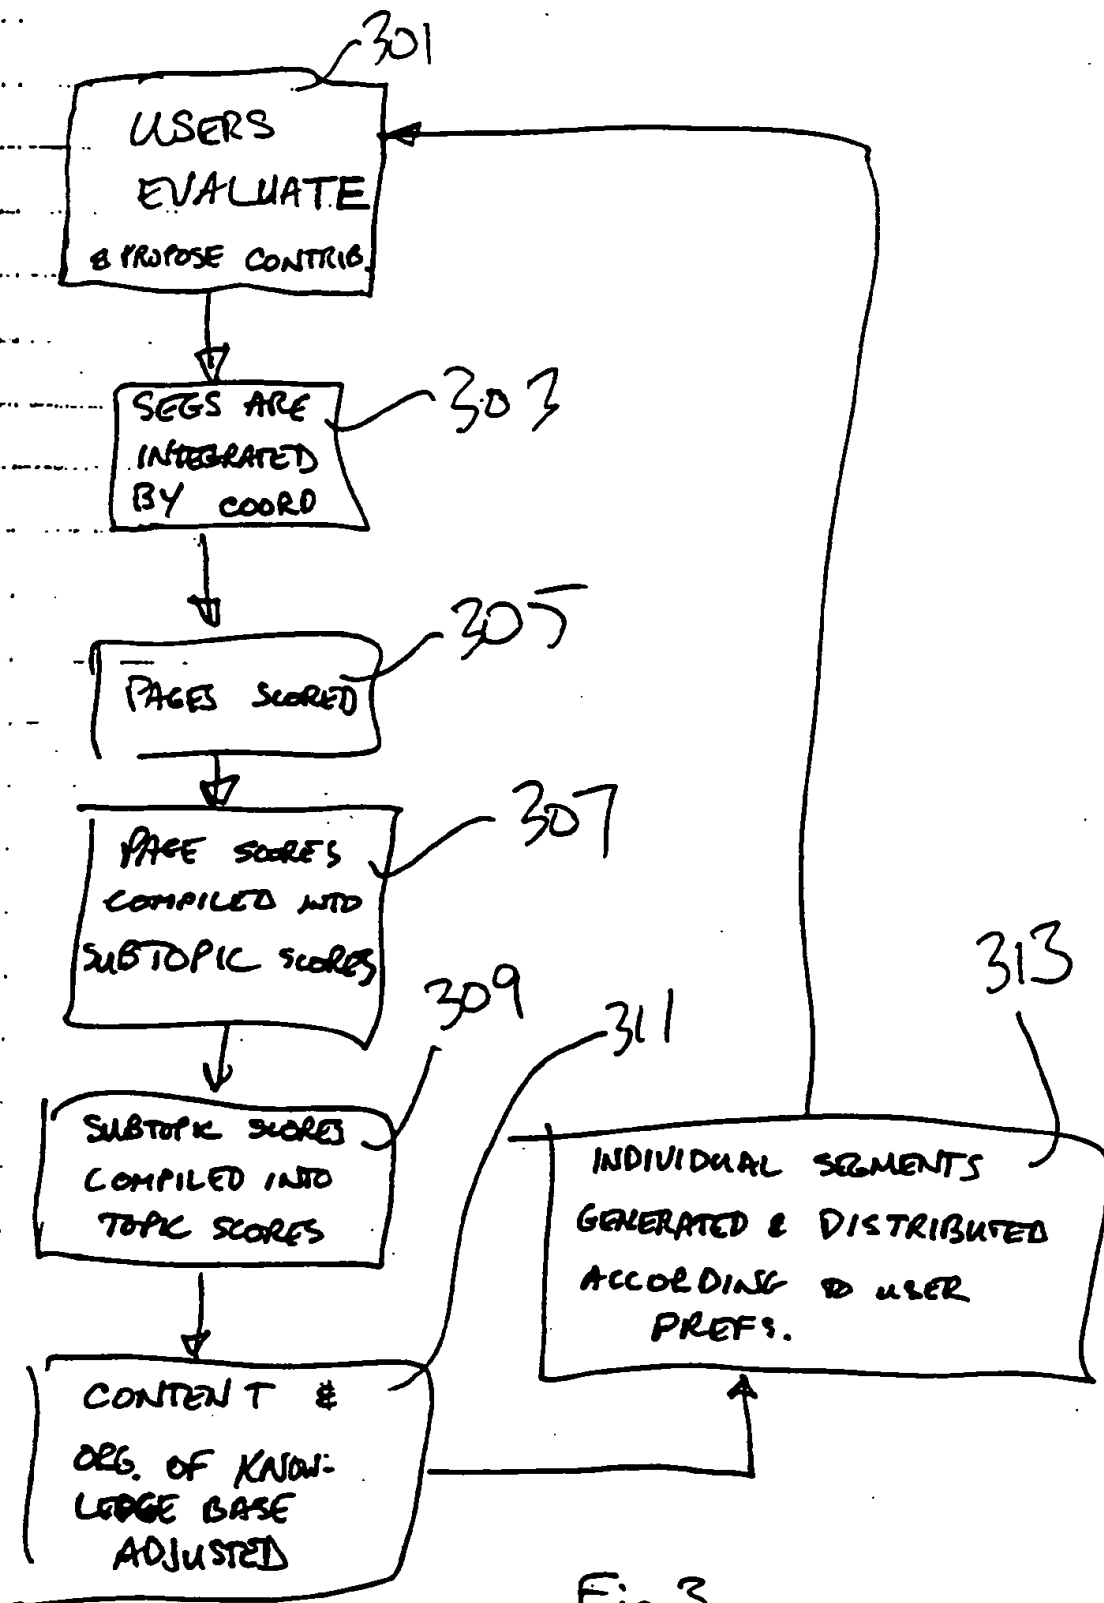 301
USERS
EVALUATE
& PROPOSE CONTRIB.
303
SEGS ARE
INTEGRATED
BY COORD
305
PAGES SCORED
307
PAGE SCORES
COMPILED INTO
SUBTOPIC SCORES
309
SUBTOPIC SCORES
COMPILED INTO
TOPIC SCORES
311
CONTENT &
ORG. OF KNOW-
LEDGE BASE
ADJUSTED
313
INDIVIDUAL SEGMENTS
GENERATED & DISTRIBUTED
ACCORDING TO USER
PREFS.
Fig 3